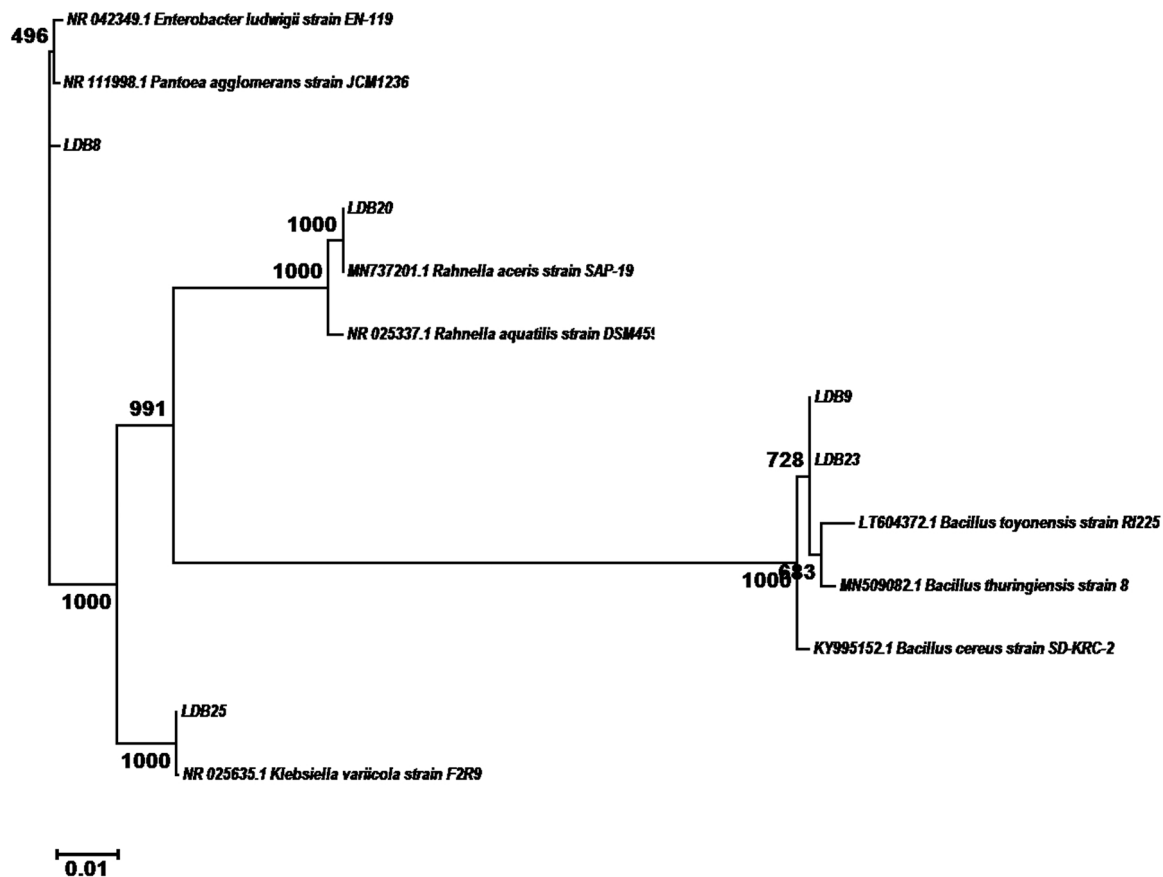 NR 042349.1 Enterobacter ludwigii strain EN-119
496
NR 111998.1 Pantoea agglomerans strain JCM1236
LDB8
LDB20
1000
1000
MN737201.1 Rahnella aceris strain SAP-19
NR 025337.1 Rahnella aquatilis strain DSM45
LDB9
991
728
LDB23
LT604372.1 Bacillus toyonensis strain RI225
683
1000
MN509082.1 Bacillus thuringiensis strain 8
1000
KY995152.1 Bacillus cereus strain SD-KRC-2
LDB25
1000
NR 025635.1 Klebsiella variicola strain F2R9
0.01